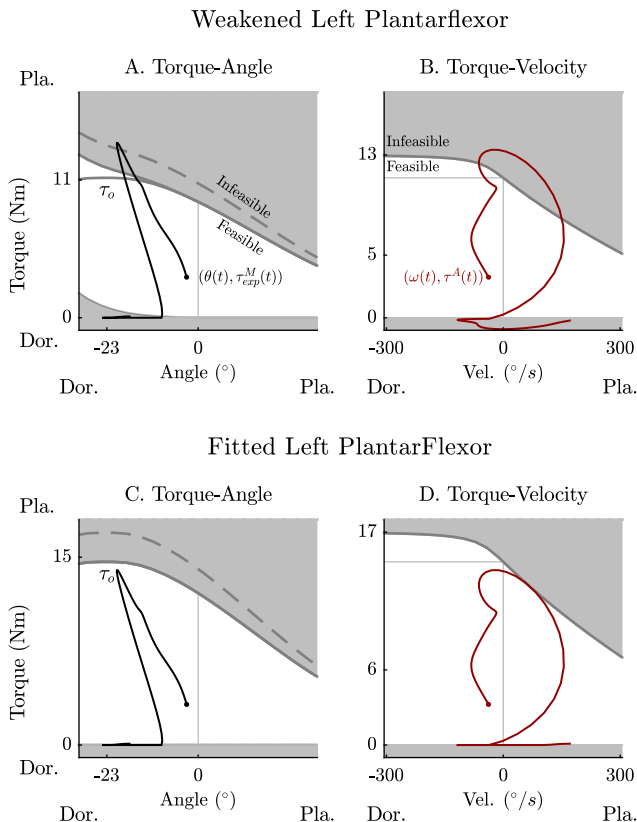 Weakened Left Plantarflexor
A. Torque-Angle
B. Torque-Velocity
Pla.
11
0
Torque (Nm)
τ_o
Infeasible
Feasible
(θ(t), τ^M_exp(t))
Dor.
-23
0
Angle (°)
Dor.
Pla.
13
5
0
Infeasible
Feasible
(ω(t), τ^A(t))
-300
0
300
Vel. (°/s)
Dor.
Pla.
Fitted Left PlantarFlexor
C. Torque-Angle
D. Torque-Velocity
Pla.
15
0
Torque (Nm)
τ_o
Dor.
-23
0
Angle (°)
Dor.
Pla.
17
6
0
-300
0
300
Vel. (°/s)
Dor.
Pla.